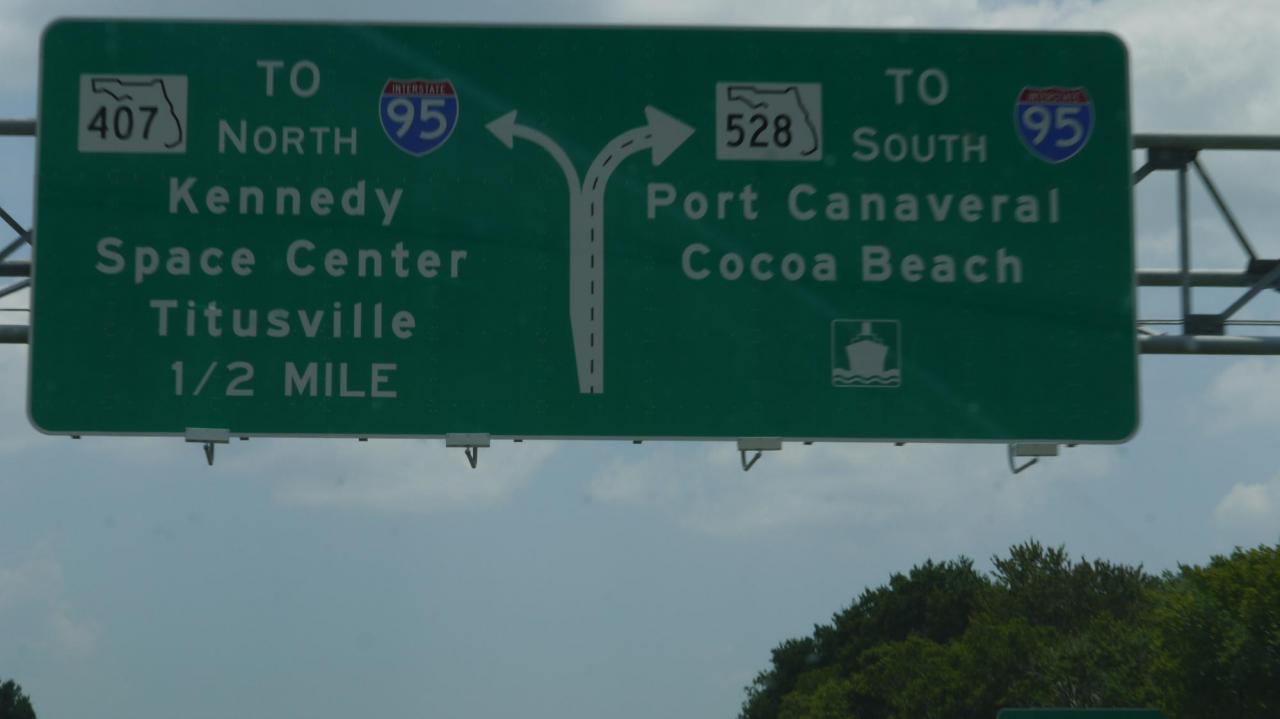 407 TO NORTH INTERSTATE 95
Kennedy
Space Center
Titusville
1/2 MILE
528 TO SOUTH INTERSTATE 95
Port Canaveral
Cocoa Beach